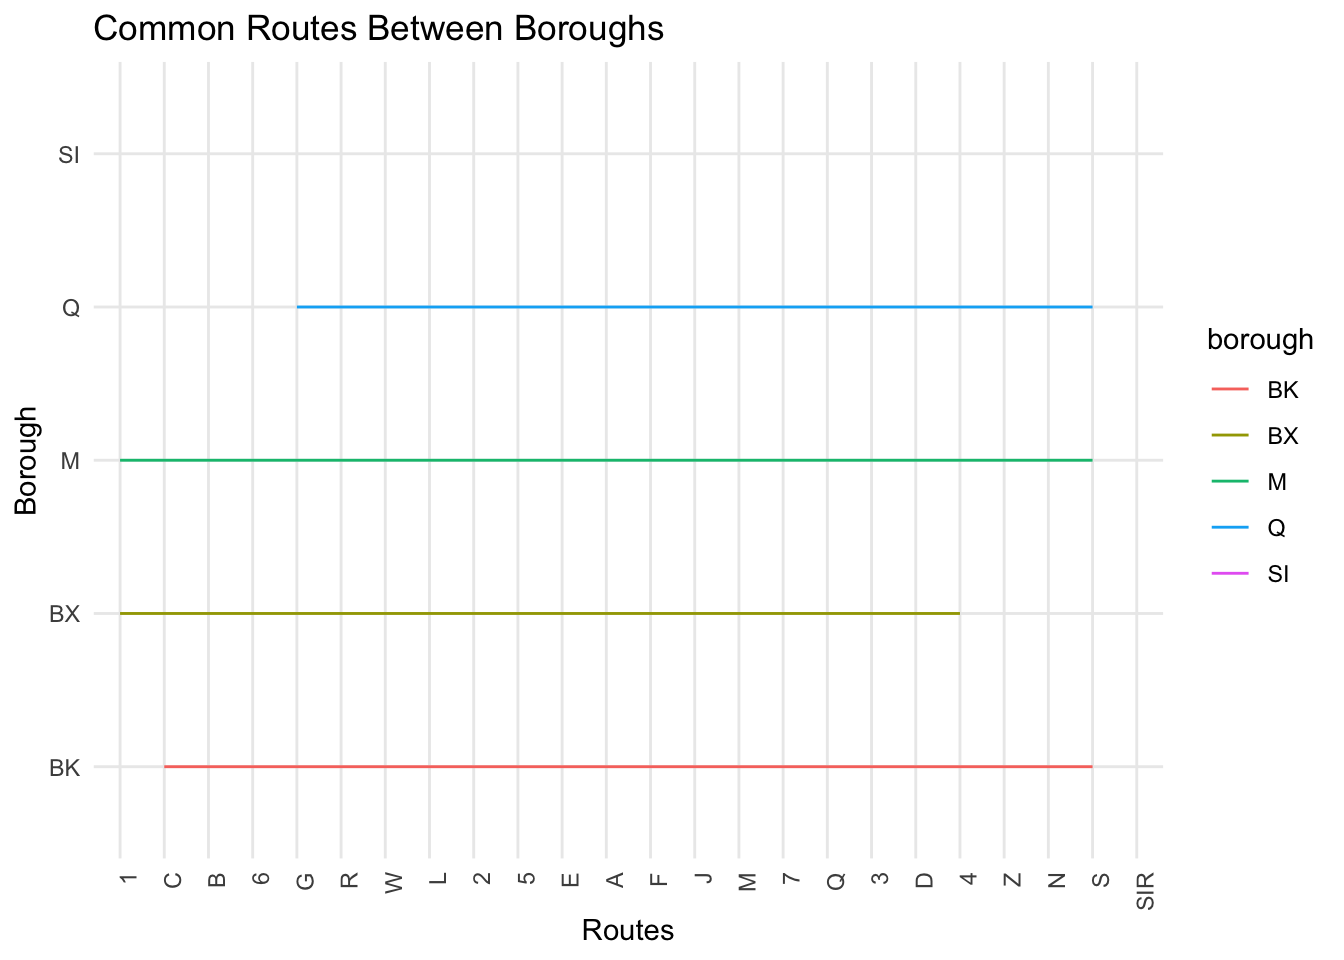 Common Routes Between Boroughs
SI
Q
M
BX
BK
Borough
1 C B 6 G R W L 2 5 E A F J M 7 Q 3 D 4 Z N S SIR
Routes
borough
BK
BX
M
Q
SI